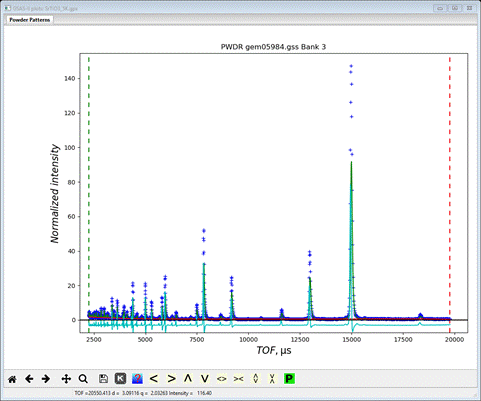 GSAS-II plots: SrTiO3_5K.gpx
Powder Patterns
PWDR gem05984.gss Bank 3
Normalized intensity
140
120
100
80
60
40
20
0
2500 5000 7500 10000 12500 15000 17500 20000
TOF, μs
K P
TOF =20550.413 d = 3.09116 q = 2.03263 Intensity = 116.40